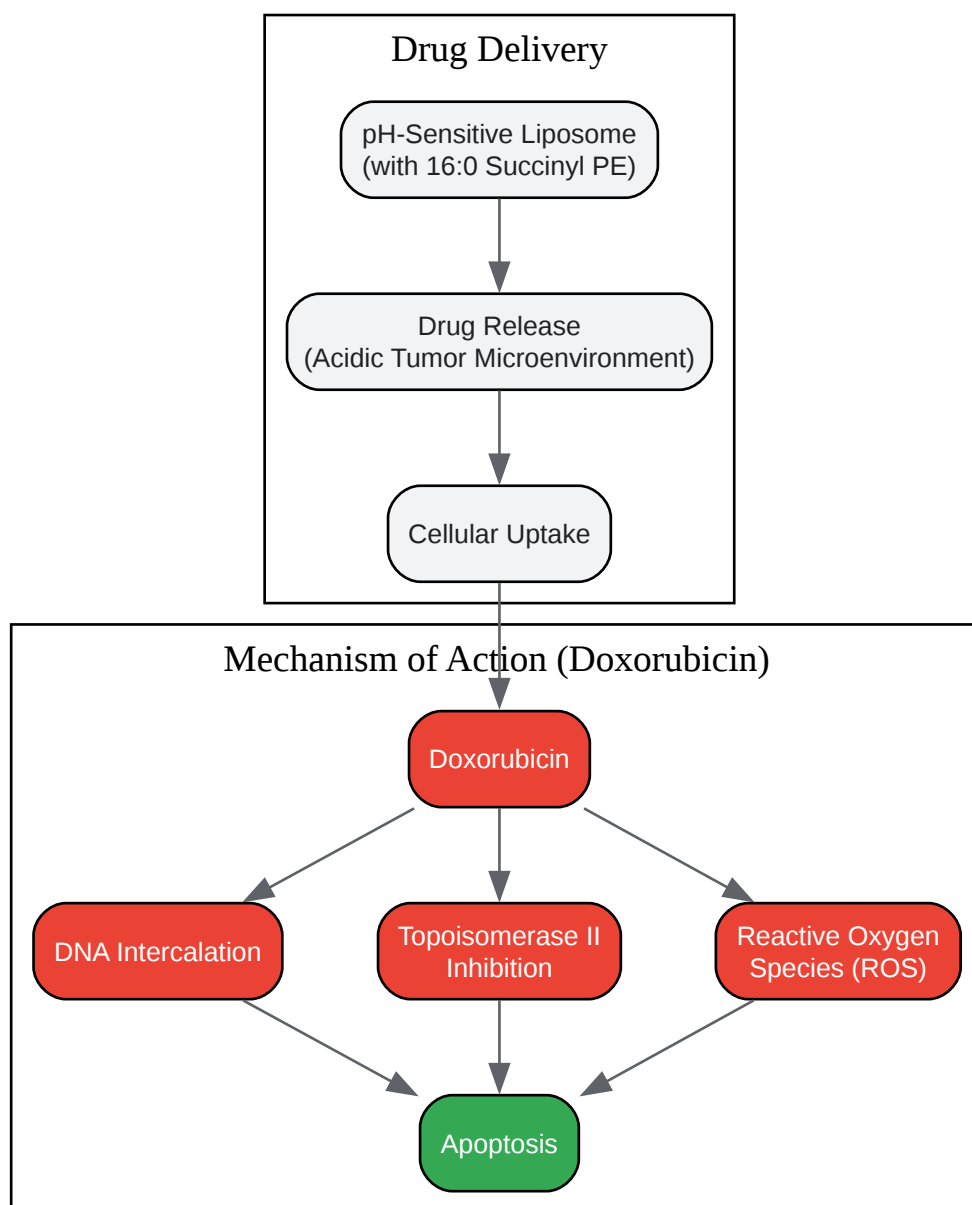 Drug Delivery
pH-Sensitive Liposome
(with 16:0 Succinyl PE)
Drug Release
(Acidic Tumor Microenvironment)
Cellular Uptake
Mechanism of Action (Doxorubicin)
Doxorubicin
DNA Intercalation
Topoisomerase II
Inhibition
Reactive Oxygen
Species (ROS)
Apoptosis